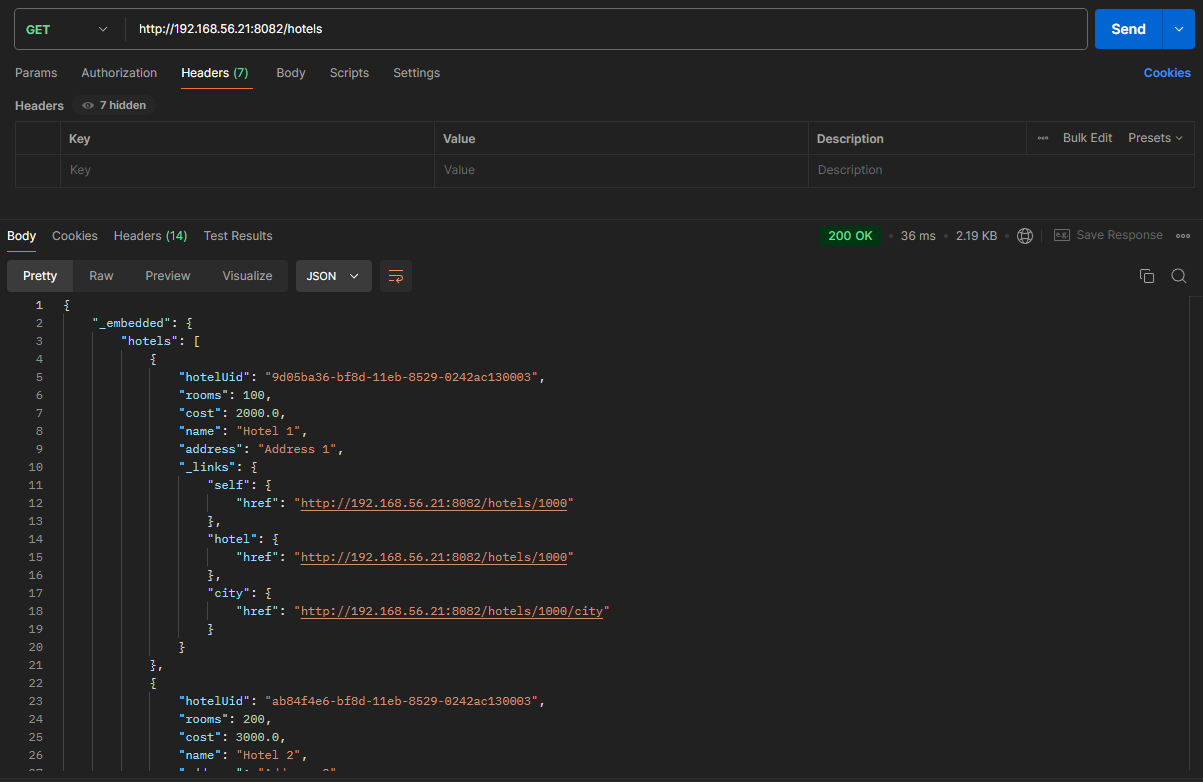 GET http://192.168.56.21:8082/hotels Send
Params Authorization Headers (7) Body Scripts Settings Cookies
Headers 7 hidden
Key Value Description Bulk Edit Presets
Key Value Description
Body Cookies Headers (14) Test Results 200 OK 36 ms 2.19 KB e.g. Save Response
Pretty Raw Preview Visualize JSON
1 {
2 "_embedded": {
3 "hotels": [
4 {
5 "hotelUid": "9d05ba36-bf8d-11eb-8529-0242ac130003",
6 "rooms": 100,
7 "cost": 2000.0,
8 "name": "Hotel 1",
9 "address": "Address 1",
10 "_links": {
11 "self": {
12 "href": "http://192.168.56.21:8082/hotels/1000"
13 },
14 "hotel": {
15 "href": "http://192.168.56.21:8082/hotels/1000"
16 },
17 "city": {
18 "href": "http://192.168.56.21:8082/hotels/1000/city"
19 }
20 }
21 },
22 {
23 "hotelUid": "ab84f4e6-bf8d-11eb-8529-0242ac130003",
24 "rooms": 200,
25 "cost": 3000.0,
26 "name": "Hotel 2",